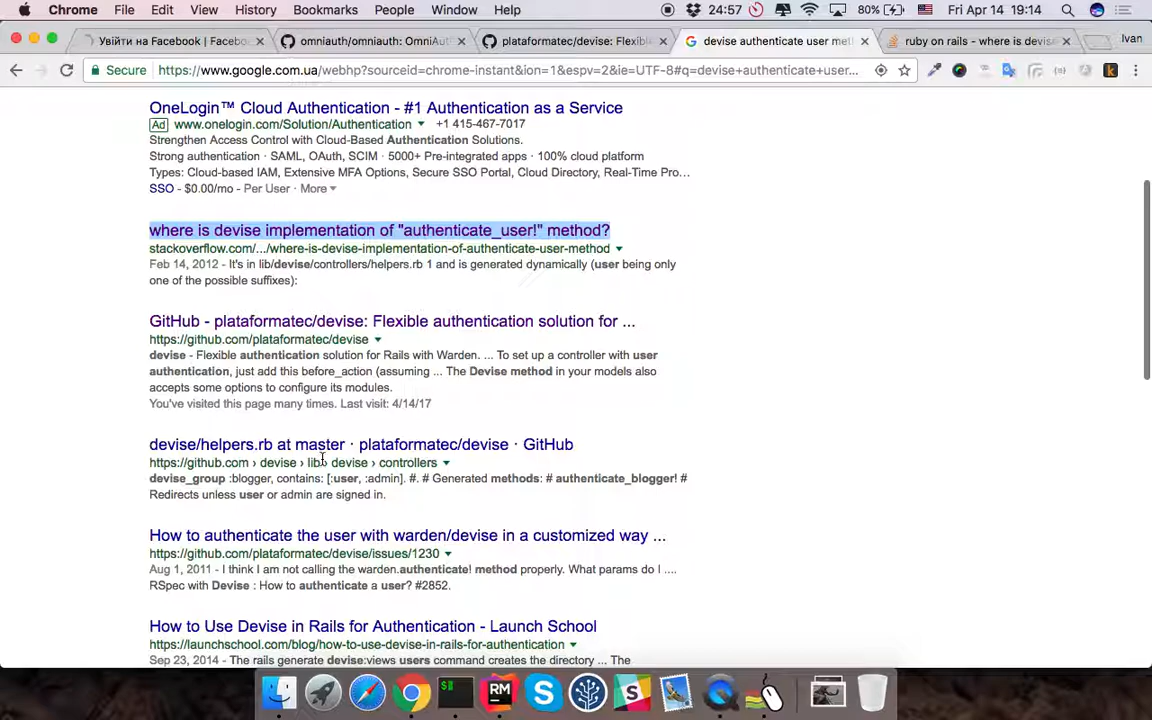 Chrome File Edit View History Bookmarks People Window Help 24:57 80% Fri Apr 14 19:14
Увійти на Facebook | Facebo omniauth/omniauth: OmniAut plataformatec/devise: Flexible devise authenticate user met ruby on rails - where is devise Ivan
Secure https://www.google.com.ua/webhp?sourceid=chrome-instant&ion=1&espv=2&ie=UTF-8#q=devise+authenticate+user...
OneLogin™ Cloud Authentication - #1 Authentication as a Service
Ad www.onelogin.com/Solution/Authentication +1 415-467-7017
Strengthen Access Control with Cloud-Based Authentication Solutions.
Strong authentication · SAML, OAuth, SCIM · 5000+ Pre-integrated apps · 100% cloud platform
Types: Cloud-based IAM, Extensive MFA Options, Secure SSO Portal, Cloud Directory, Real-Time Pro...
SSO - $0.00/mo - Per User · More
where is devise implementation of "authenticate_user!" method?
stackoverflow.com/.../where-is-devise-implementation-of-authenticate-user-method
Feb 14, 2012 - It's in lib/devise/controllers/helpers.rb 1 and is generated dynamically (user being only
one of the possible suffixes):
GitHub - plataformatec/devise: Flexible authentication solution for ...
https://github.com/plataformatec/devise
devise - Flexible authentication solution for Rails with Warden. ... To set up a controller with user
authentication, just add this before_action (assuming ... The Devise method in your models also
accepts some options to configure its modules.
You've visited this page many times. Last visit: 4/14/17
devise/helpers.rb at master · plataformatec/devise · GitHub
https://github.com › devise › lib › devise › controllers
devise_group :blogger, contains: [:user, :admin]. #. # Generated methods: # authenticate_blogger! #
Redirects unless user or admin are signed in.
How to authenticate the user with warden/devise in a customized way ...
https://github.com/plataformatec/devise/issues/1230
Aug 1, 2011 - I think I am not calling the warden.authenticate! method properly. What params do I ....
RSpec with Devise : How to authenticate a user? #2852.
How to Use Devise in Rails for Authentication - Launch School
https://launchschool.com/blog/how-to-use-devise-in-rails-for-authentication
Sep 23, 2014 - The rails generate devise:views users command creates the directory ... The